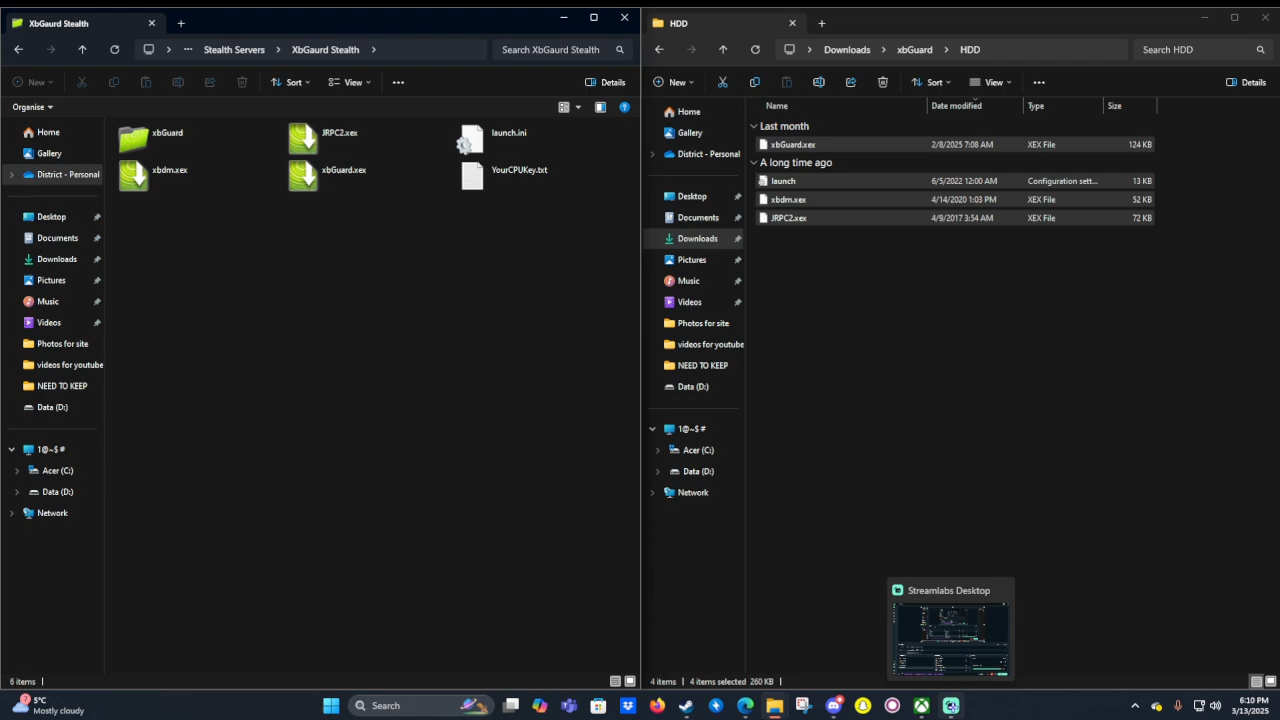 XbGaurd Stealth
Stealth Servers
XbGaurd Stealth
Search XbGaurd Stealth
New
Sort
View
Details
Organise
Home
Gallery
District - Personal
Desktop
Documents
Downloads
Pictures
Music
Videos
Photos for site
videos for youtube
NEED TO KEEP
Data (D:)
1@~$ #
Acer (C:)
Data (D:)
Network
xbGuard
JRPC2.xex
launch.ini
xbdm.xex
xbGuard.xex
YourCPUKey.txt
6 items
HDD
Downloads
xbGuard
HDD
Search HDD
New
Sort
View
Details
Home
Gallery
District - Personal
Desktop
Documents
Downloads
Pictures
Music
Videos
Photos for site
videos for youtube
NEED TO KEEP
Data (D:)
1@~$ #
Acer (C:)
Data (D:)
Network
Name Date modified Type Size
Last month
xbGuard.xex 2/8/2025 7:08 AM XEX File 124 KB
A long time ago
launch 6/5/2022 12:00 AM Configuration sett... 13 KB
xbdm.xex 4/14/2020 1:03 PM XEX File 52 KB
JRPC2.xex 4/9/2017 3:54 AM XEX File 72 KB
Streamlabs Desktop
4 items 4 items selected 260 KB
5°C
Mostly cloudy
Search
6:10 PM
3/13/2025